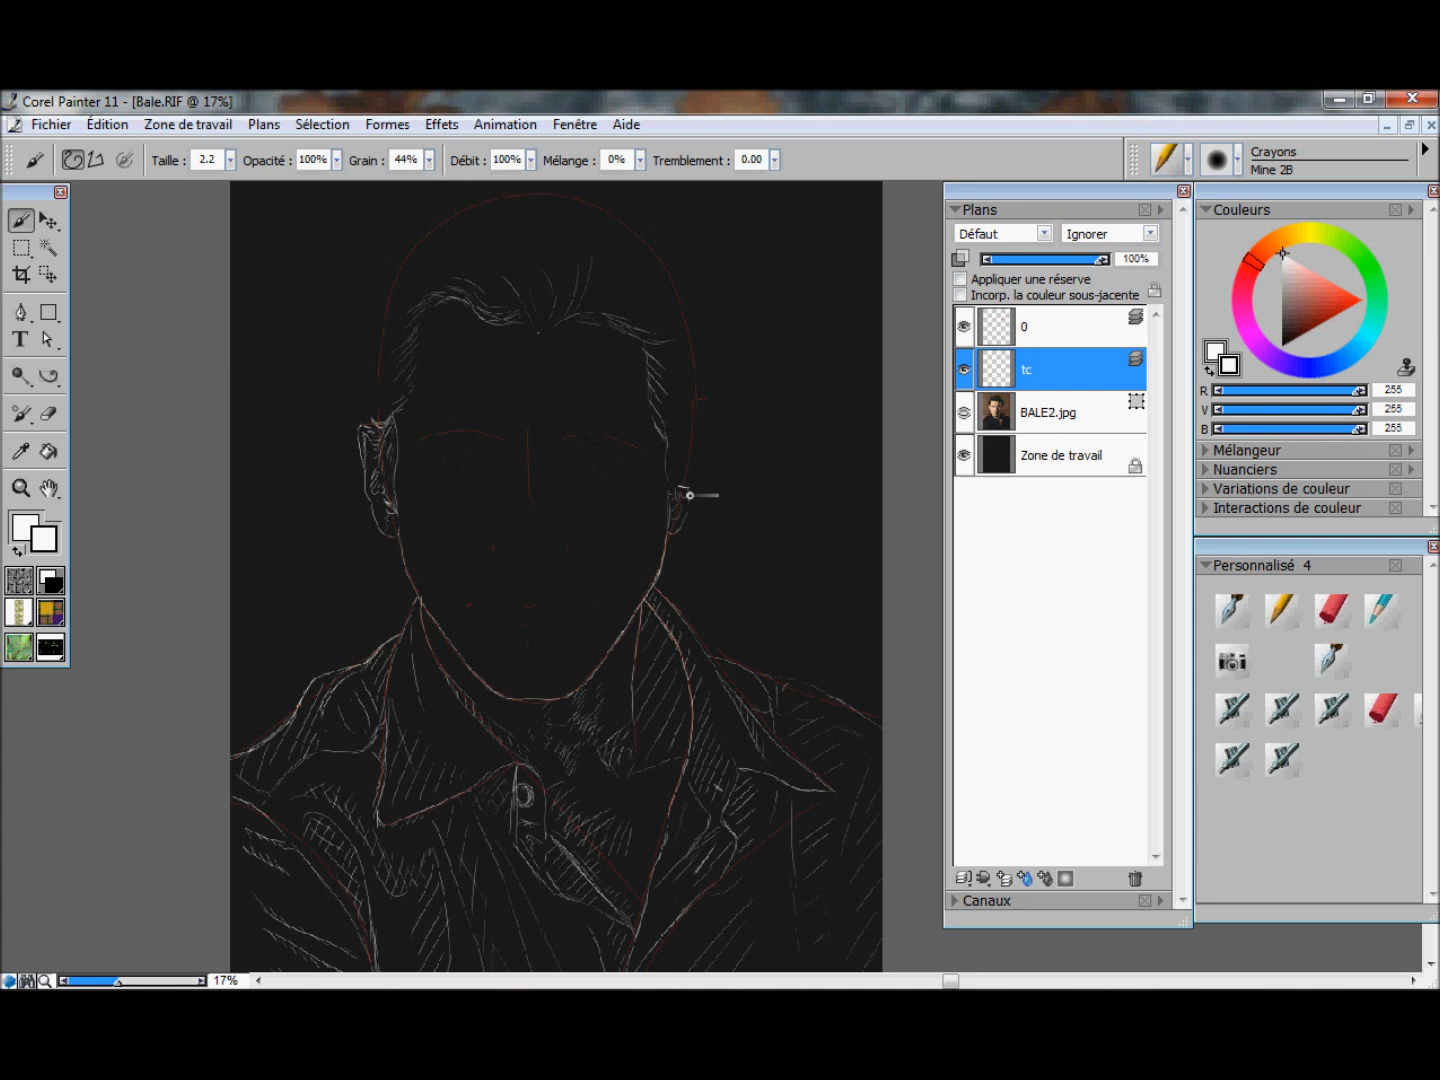 Corel Painter 11 - [Bale.RIF @ 17%]
Fichier Édition Zone de travail Plans Sélection Formes Effets Animation Fenêtre Aide
Taille : 2.2 Opacité : 100% Grain : 44% Débit : 100% Mélange : 0% Tremblement : 0.00
Crayons
Mine 2B
Plans
Défaut Ignorer
100%
Appliquer une réserve
Incorp. la couleur sous-jacente
0
tc
BALE2.jpg
Zone de travail
Canaux
Couleurs
R 255
V 255
B 255
Mélangeur
Nuanciers
Variations de couleur
Interactions de couleur
Personnalisé 4
T
17%